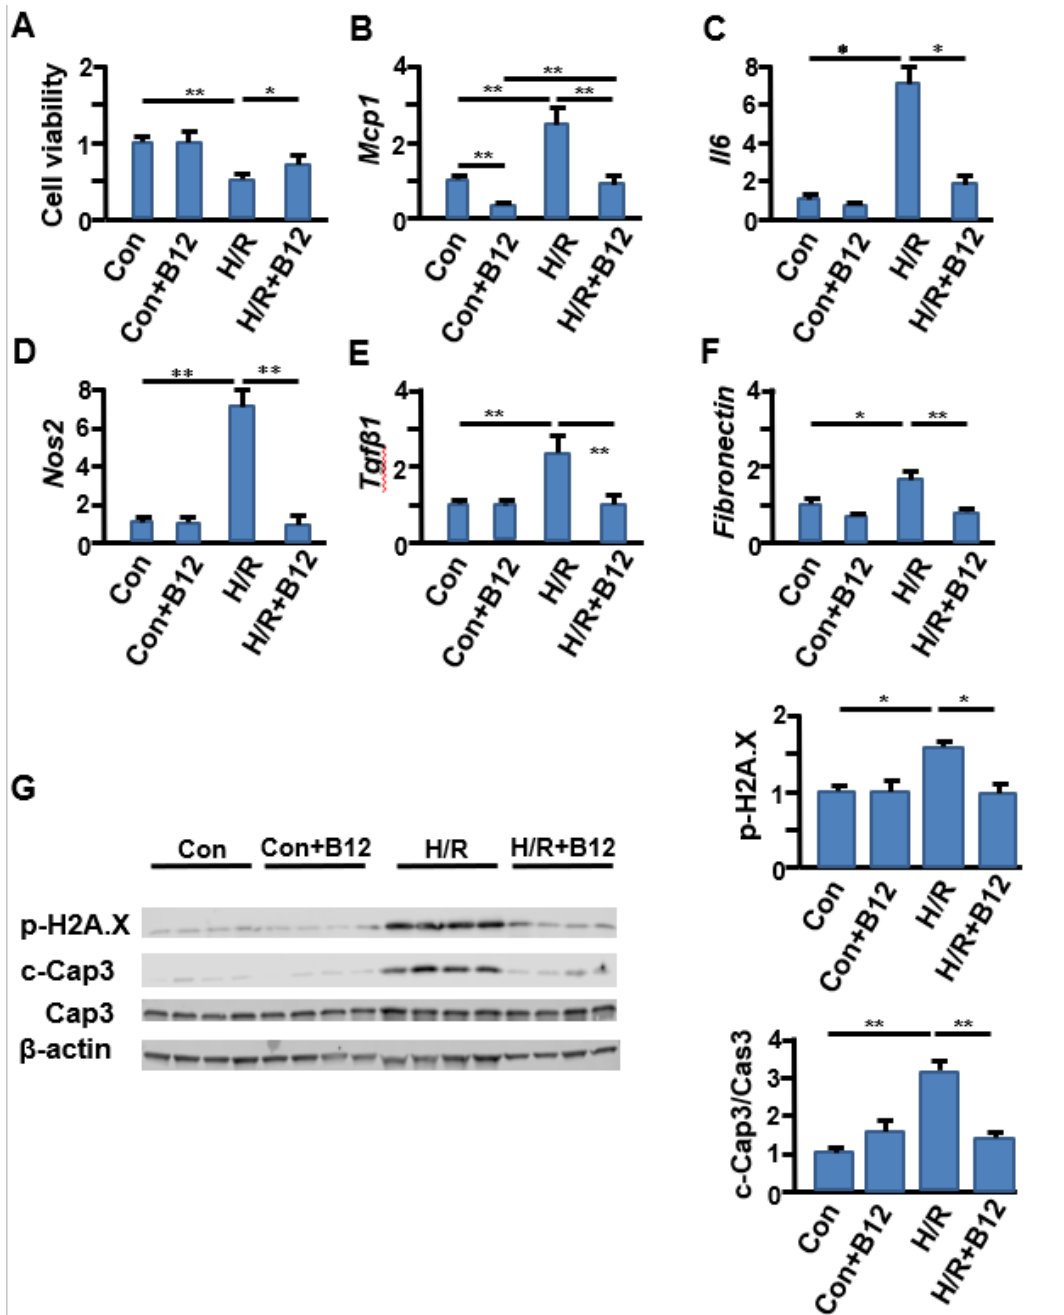 A
Cell viability
2
1
0
** *
Con
Con+B12
H/R
H/R+B12
B
Mcp1
4
2
0
**
** **
**
Con
Con+B12
H/R
H/R+B12
C
Il6
8
6
4
2
0
* *
Con
Con+B12
H/R
H/R+B12
D
Nos2
8
6
4
2
0
** **
Con
Con+B12
H/R
H/R+B12
E
Tgfβ1
4
2
0
**
**
Con
Con+B12
H/R
H/R+B12
F
Fibronectin
4
2
0
* **
Con
Con+B12
H/R
H/R+B12
G
Con Con+B12 H/R H/R+B12
p-H2A.X
c-Cap3
Cap3
β-actin
p-H2A.X
2
1
0
* *
Con
Con+B12
H/R
H/R+B12
c-Cap3/Cas3
4
3
2
1
0
** **
Con
Con+B12
H/R
H/R+B12